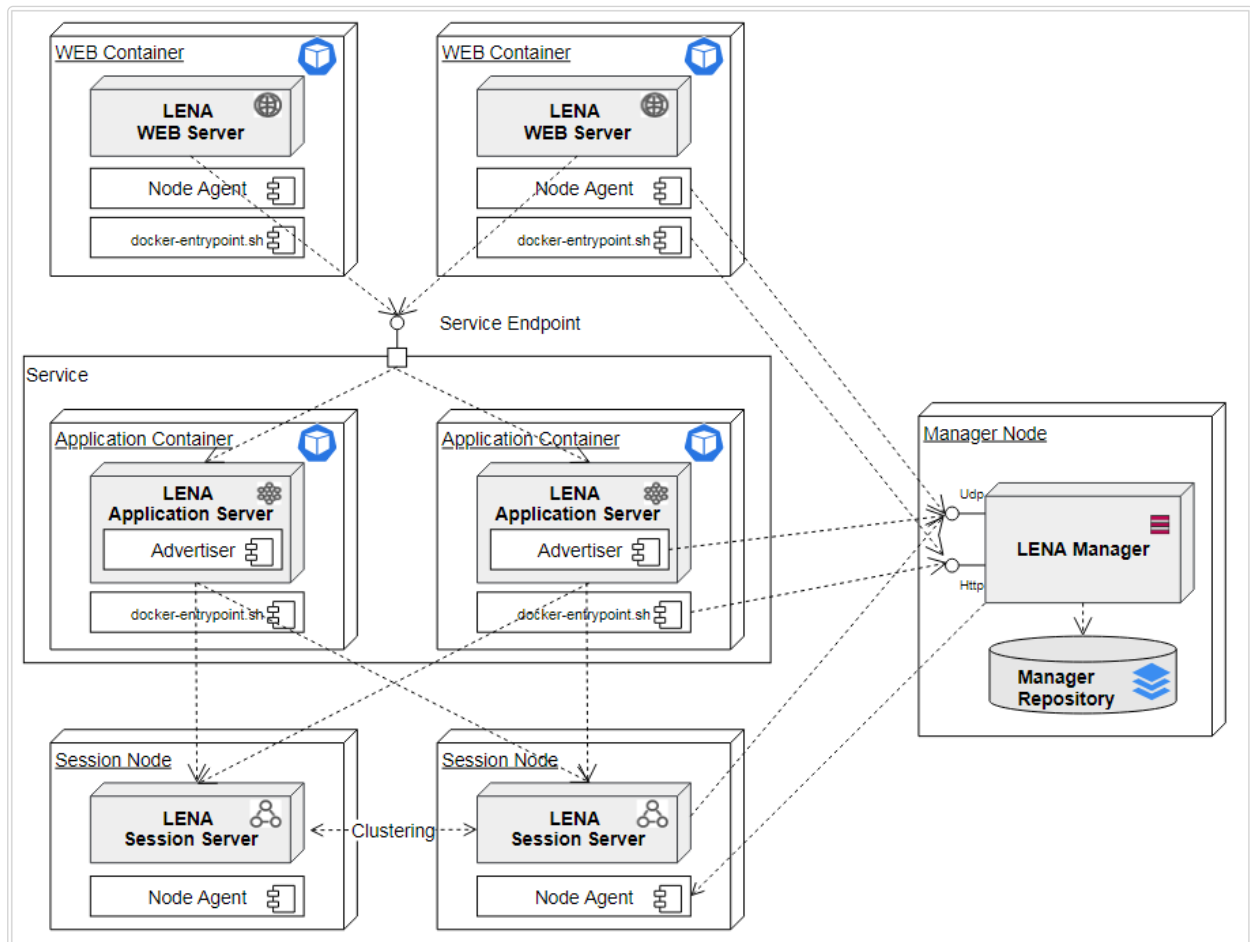 WEB Container
WEB Container
LENA
WEB Server
LENA
WEB Server
Node Agent
Node Agent
docker-entrypoint.sh
docker-entrypoint.sh
Service Endpoint
Service
Application Container
Application Container
Manager Node
LENA
Application Server
LENA
Application Server
Udp
Advertiser
Advertiser
LENA Manager
Http
docker-entrypoint.sh
docker-entrypoint.sh
Manager
Repository
Session Node
Session Node
LENA
Session Server
Clustering
LENA
Session Server
Node Agent
Node Agent